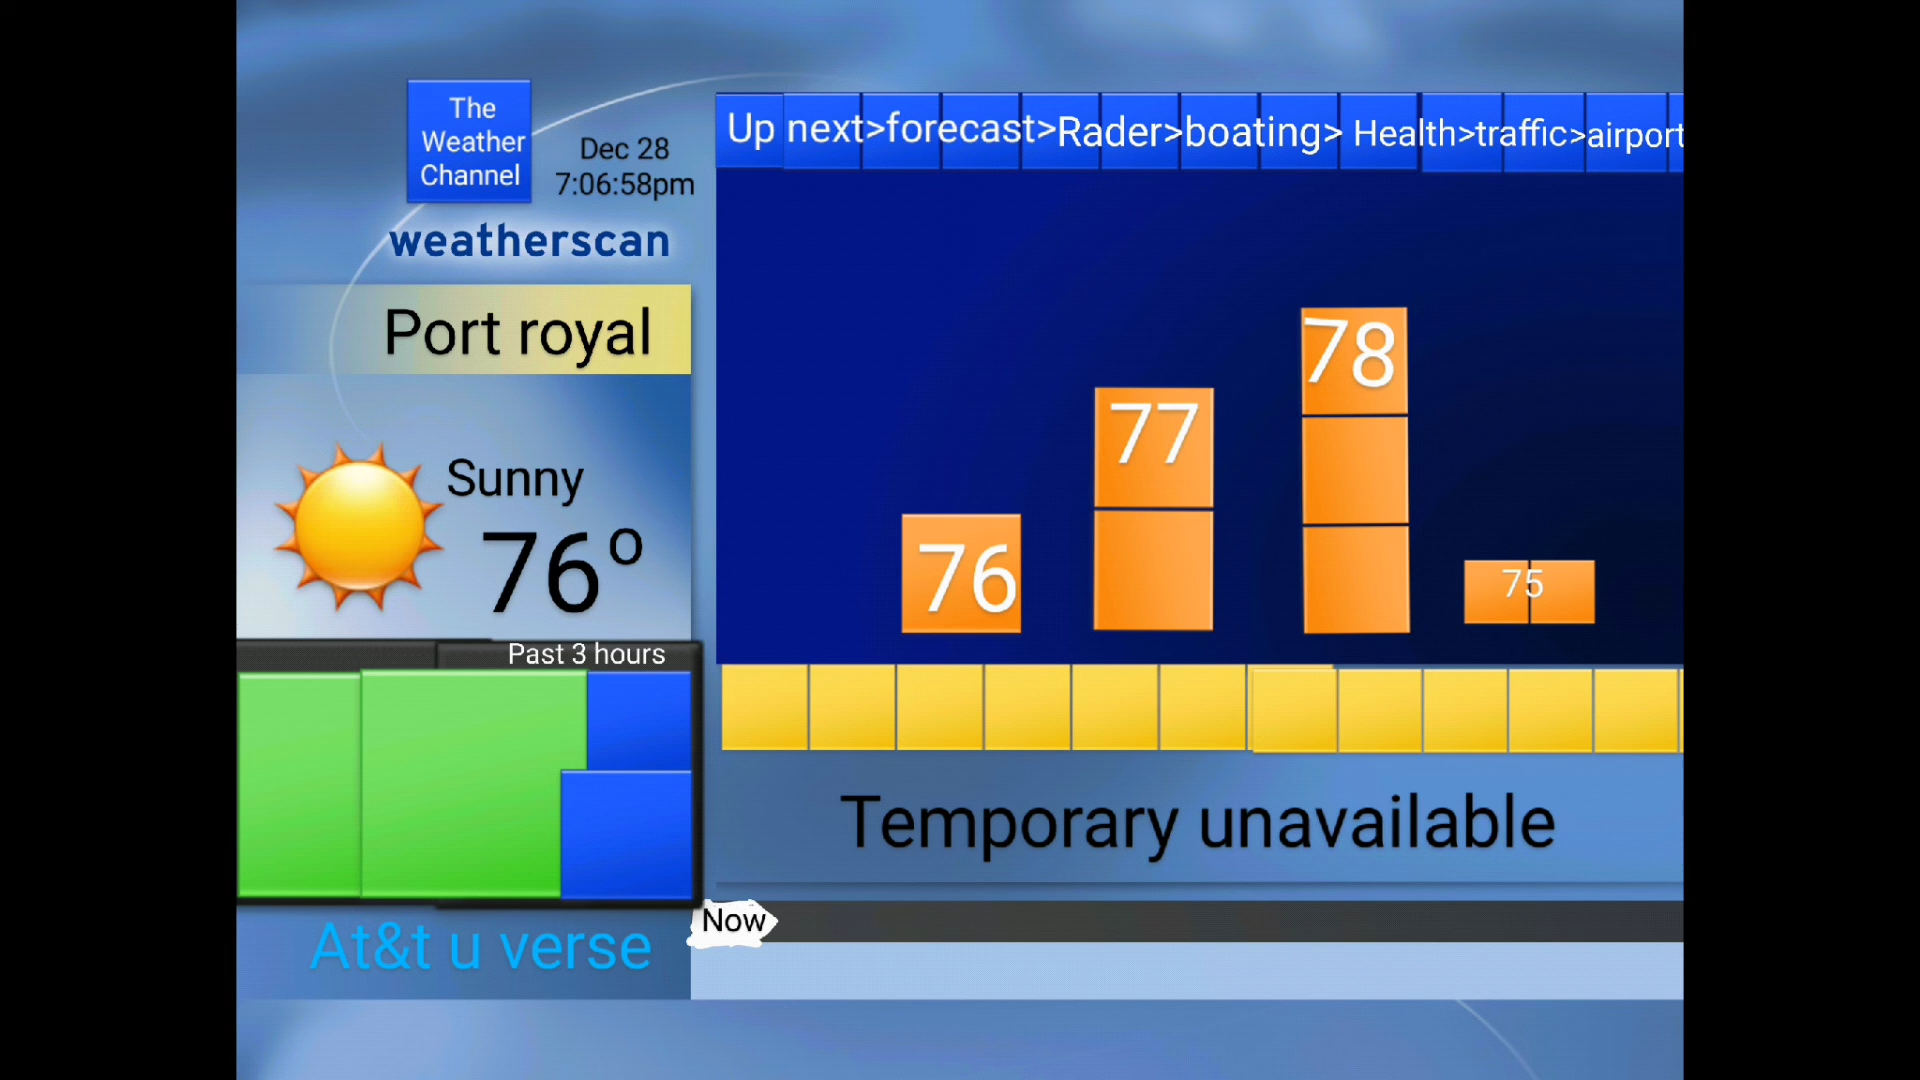 The
Weather
Channel
Dec 28
7:06:58pm
weatherscan
Port royal
Sunny
76°
Past 3 hours
At&t u verse
Up next>forecast>Rader>boating> Health>traffic>airport
78
77
76
75
Temporary unavailable
Now